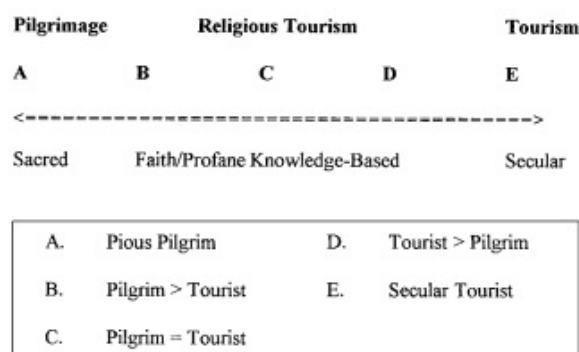 Pilgrimage Religious Tourism Tourism
A B C D E
Sacred Faith/Profane Knowledge-Based Secular
A. Pious Pilgrim D. Tourist > Pilgrim
B. Pilgrim > Tourist E. Secular Tourist
C. Pilgrim = Tourist